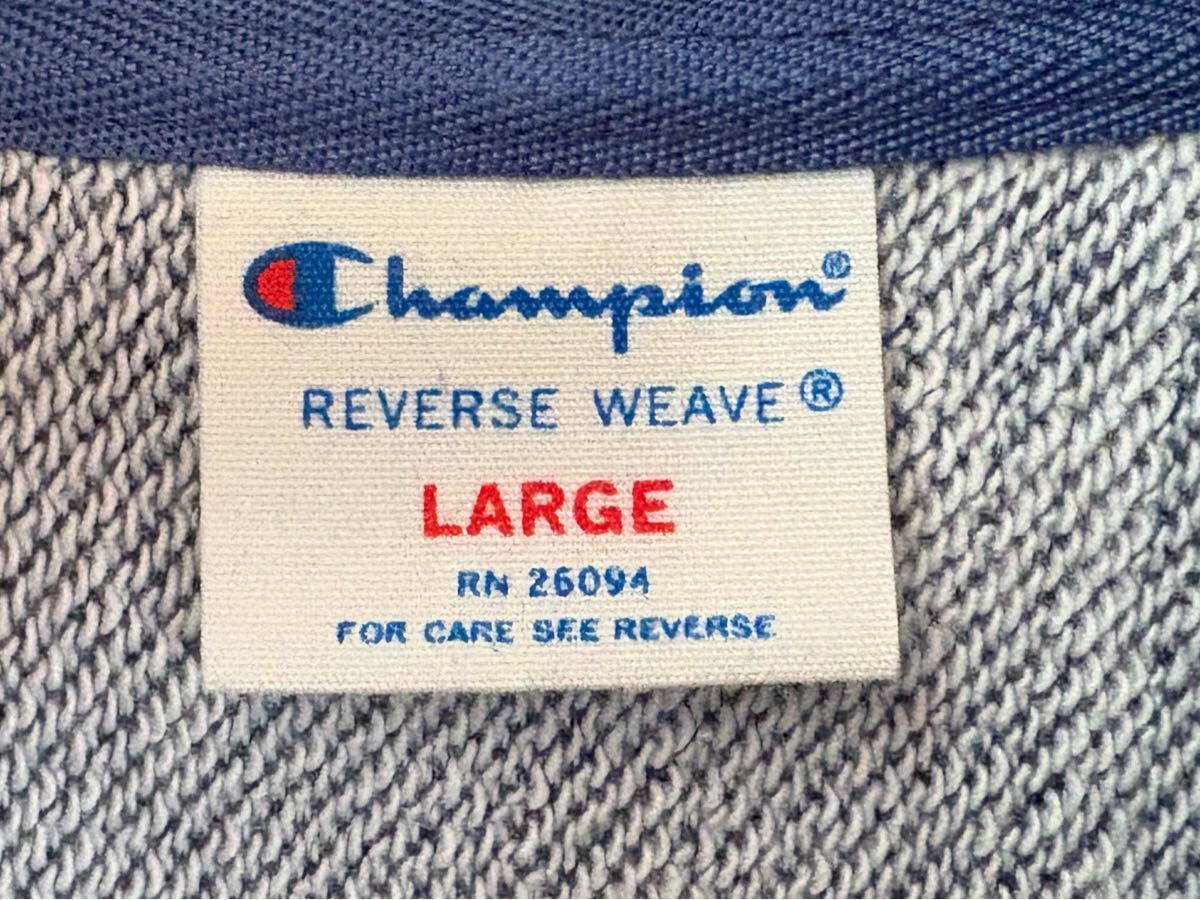 Champion®
REVERSE WEAVE®
LARGE
RN 26094
FOR CARE SEE REVERSE